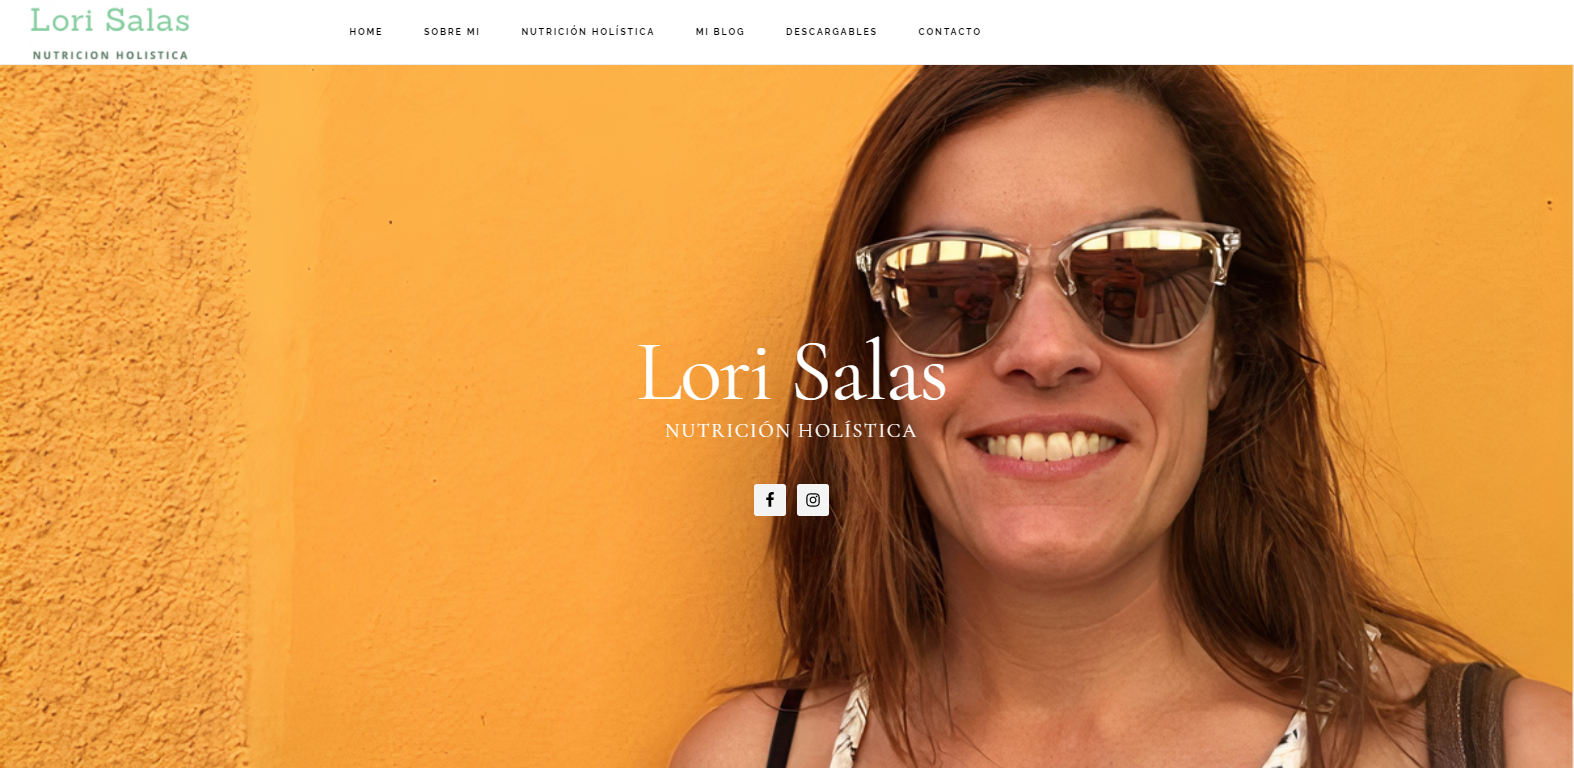 Lori Salas
NUTRICION HOLISTICA
HOME SOBRE MI NUTRICIÓN HOLÍSTICA MI BLOG DESCARGABLES CONTACTO
Lori Salas
NUTRICIÓN HOLÍSTICA